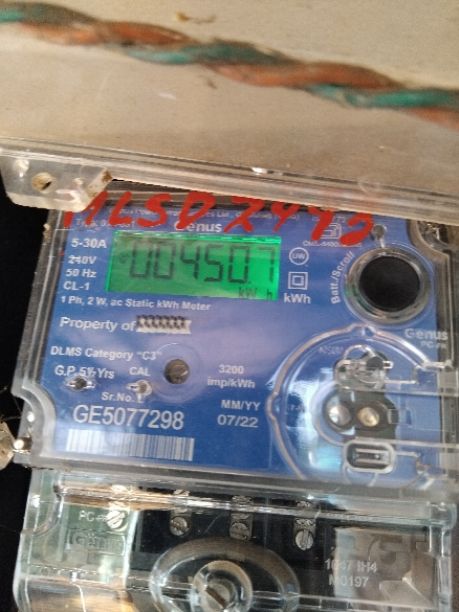 MLSD2442
Genus
5-30A
240V
50 Hz
CL-1
004507
kWh
UW
kWh
Batt/Scroll
1 Ph, 2 W, ac Static kWh Meter
Property of
Genus
DLMS Category "C3"
G.P. 5½ Yrs
CAL
3200
imp/kWh
Sr.No.
GE5077298
MM/YY
07/22